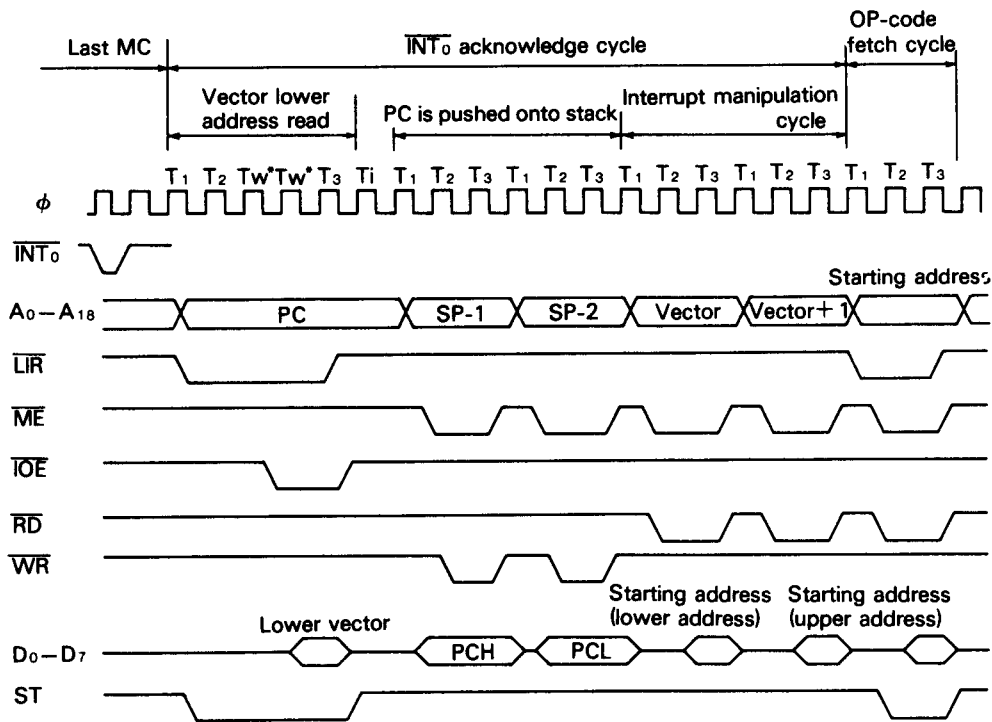 Last MC
INT0 acknowledge cycle
OP-code
fetch cycle
Vector lower
address read
PC is pushed onto stack
Interrupt manipulation
cycle
T1 T2 Tw* Tw* T3 Ti T1 T2 T3 T1 T2 T3 T1 T2 T3 T1 T2 T3 T1 T2 T3
φ
INT0
Starting address
A0—A18 PC SP-1 SP-2 Vector Vector+1
LIR
ME
IOE
RD
WR
Starting address
(lower address)
Starting address
(upper address)
Lower vector
D0—D7 PCH PCL
ST